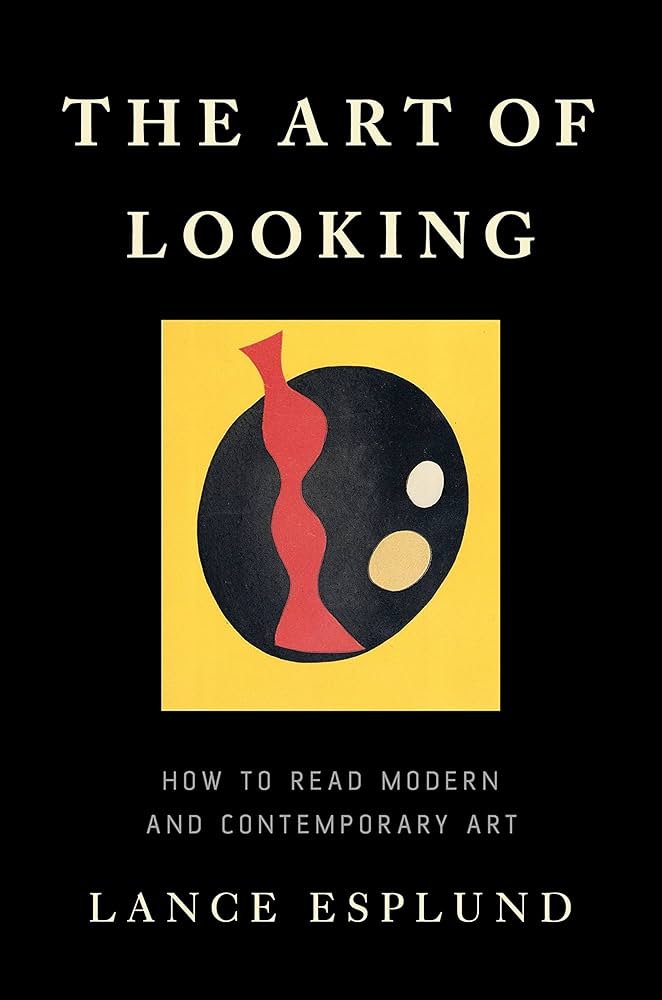 THE ART OF
LOOKING
HOW TO READ MODERN
AND CONTEMPORARY ART
LANCE ESPLUND